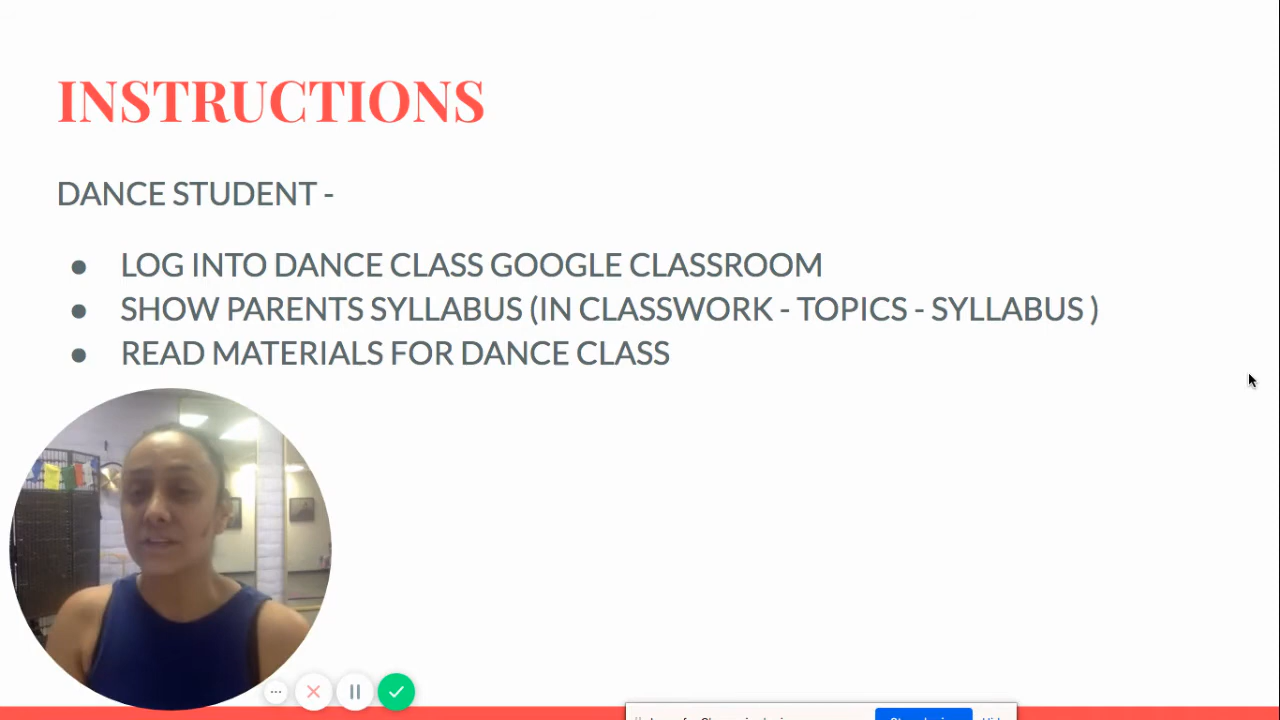 INSTRUCTIONS
DANCE STUDENT -
● LOG INTO DANCE CLASS GOOGLE CLASSROOM
● SHOW PARENTS SYLLABUS (IN CLASSWORK - TOPICS - SYLLABUS )
● READ MATERIALS FOR DANCE CLASS